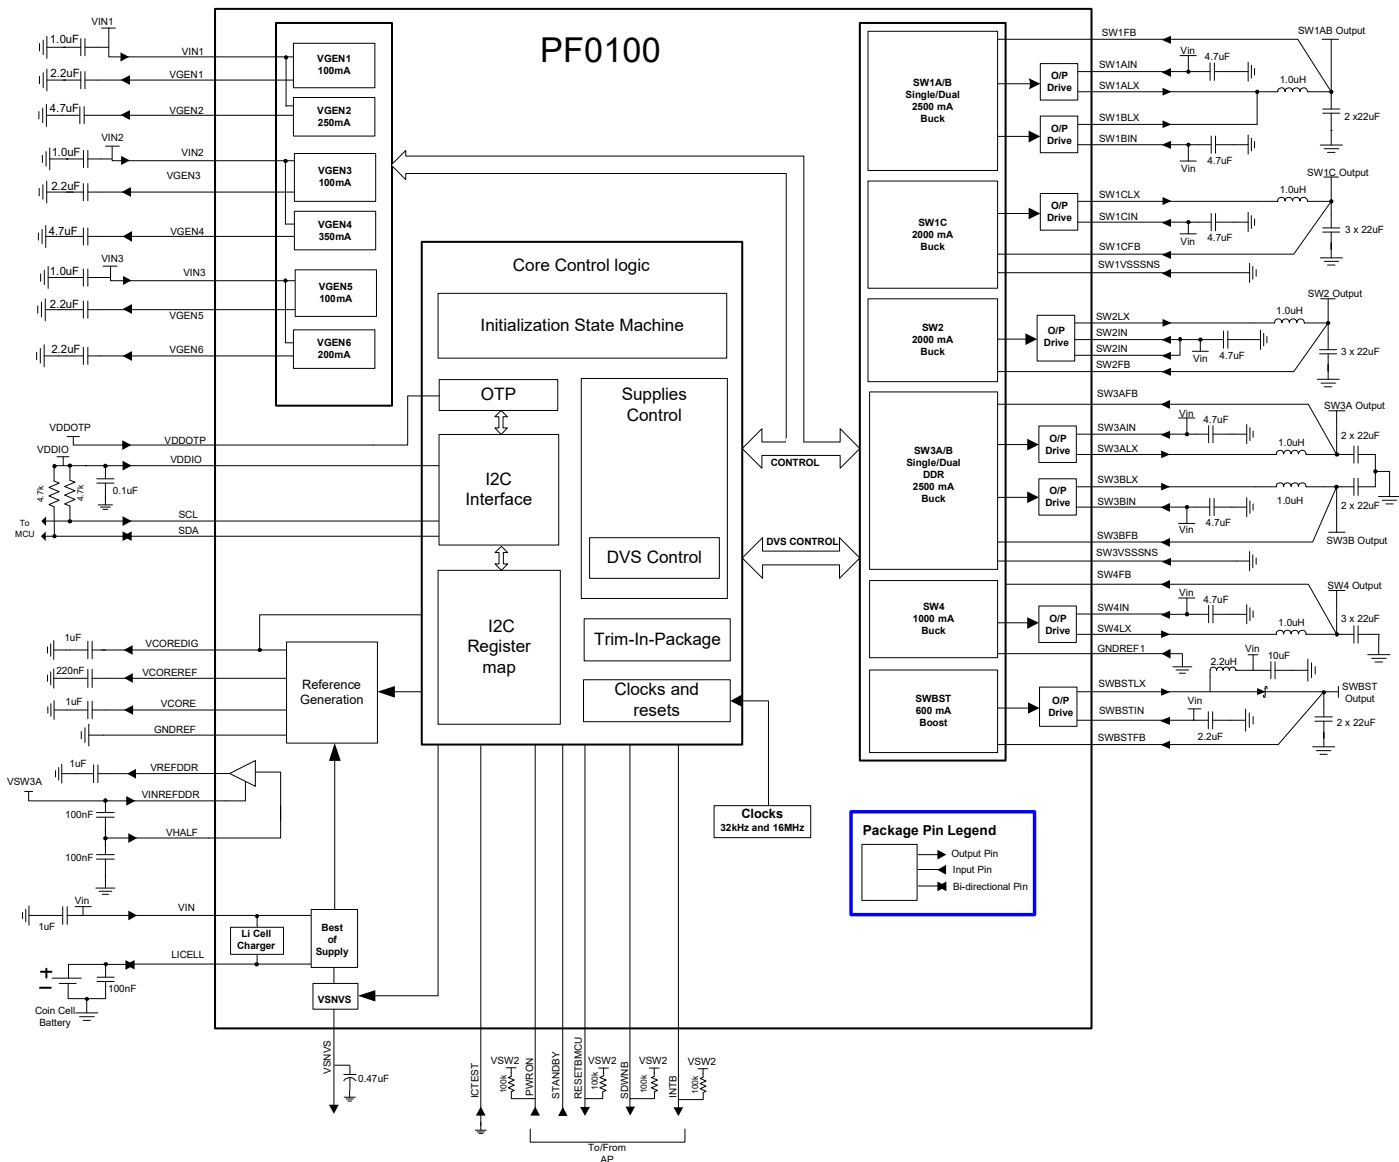 PF0100
VIN1
1.0uF
VIN1
2.2uF
VGEN1
4.7uF
VGEN2
VIN2
1.0uF
VIN2
VGEN3
2.2uF
4.7uF
VGEN4
VIN3
1.0uF
VIN3
2.2uF
VGEN5
2.2uF
VGEN6
VGEN1
100mA
VGEN2
250mA
VGEN3
100mA
VGEN4
350mA
VGEN5
100mA
VGEN6
200mA
VDDOTP
VDDOTP
VDDIO
VDDIO
4.7k
4.7k
0.1uF
To
MCU
SCL
SDA
1uF
VCOREDIG
220nF
VCOREREF
1uF
VCORE
GNDREF
1uF
VREFDDR
VSW3A
VINREFDDR
100nF
VHALF
100nF
Vin
VIN
1uF
LICELL
+
–
100nF
Coin Cell
Battery
Li Cell
Charger
Best
of
Supply
VSNVS
Reference
Generation
Core Control logic
Initialization State Machine
OTP
I2C
Interface
I2C
Register
map
Supplies
Control
DVS Control
Trim-In-Package
Clocks and
resets
CONTROL
DVS CONTROL
Clocks
32kHz and 16MHz
SW1A/B
Single/Dual
2500 mA
Buck
SW1C
2000 mA
Buck
SW2
2000 mA
Buck
SW3A/B
Single/Dual
DDR
2500 mA
Buck
SW4
1000 mA
Buck
SWBST
600 mA
Boost
O/P
Drive
O/P
Drive
O/P
Drive
O/P
Drive
O/P
Drive
O/P
Drive
O/P
Drive
O/P
Drive
SW1FB
SW1AIN
Vin
4.7uF
SW1ALX
SW1BLX
SW1BIN
Vin
4.7uF
1.0uH
SW1AB Output
2 x22uF
SW1CLX
SW1CIN
Vin
4.7uF
SW1CFB
SW1VSSSNS
1.0uH
SW1C Output
3 x 22uF
SW2LX
SW2IN
SW2IN
Vin
4.7uF
SW2FB
1.0uH
SW2 Output
3 x 22uF
SW3AFB
SW3AIN
Vin
4.7uF
SW3ALX
1.0uH
SW3A Output
2 x 22uF
SW3BLX
1.0uH
SW3BIN
Vin
4.7uF
2 x 22uF
SW3BFB
SW3B Output
SW3VSSSNS
SW4FB
SW4IN
Vin
4.7uF
SW4LX
1.0uH
SW4 Output
3 x 22uF
GNDREF1
SWBSTLX
2.2uH
Vin
10uF
SWBST
Output
SWBSTIN
Vin
2.2uF
2 x 22uF
SWBSTFB
Package Pin Legend
Output Pin
Input Pin
Bi-directional Pin
VSNVS
0.47uF
ICTEST
VSW2
100k
PWRON
STANDBY
RESETBMCU
VSW2
100k
SDWNB
VSW2
100k
INTB
VSW2
100k
To/From
AP